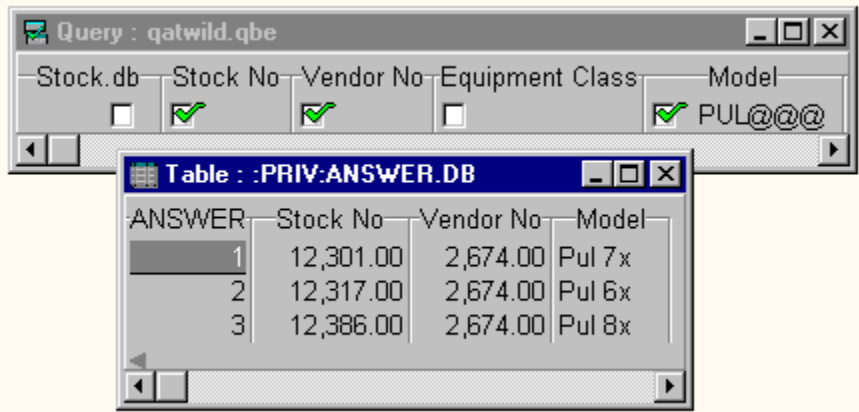 Query : qatwild.qbe
Stock.db Stock No Vendor No Equipment Class Model
PUL@@@
Table : :PRIV:ANSWER.DB
ANSWER Stock No Vendor No Model
1 12,301.00 2,674.00 Pul 7x
2 12,317.00 2,674.00 Pul 6x
3 12,386.00 2,674.00 Pul 8x